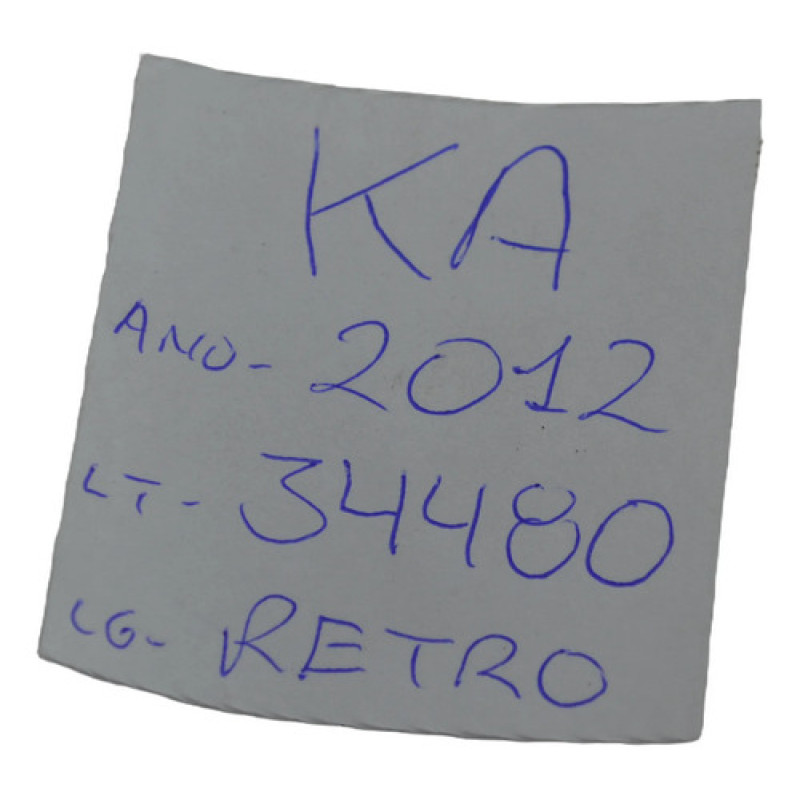 KA
ANO- 2012
LT- 34480
LG- RETRO